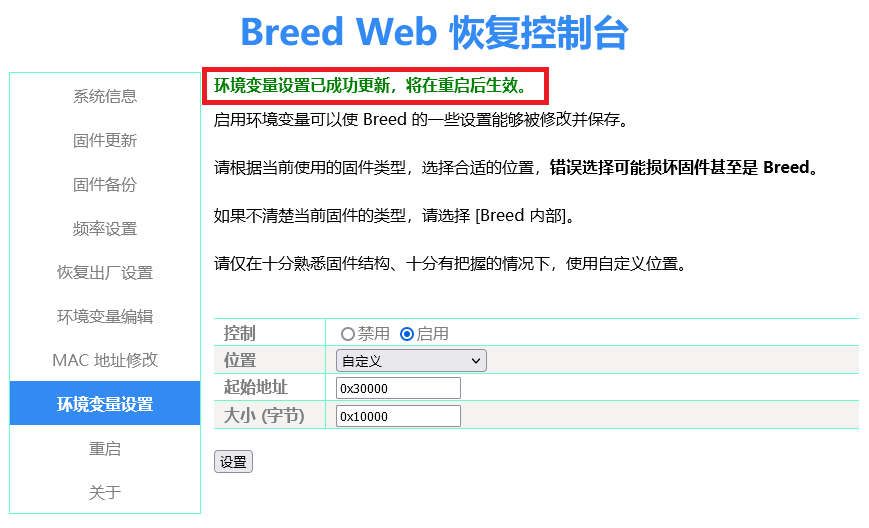 Breed Web 恢复控制台
系统信息
固件更新
固件备份
频率设置
恢复出厂设置
环境变量编辑
MAC 地址修改
环境变量设置
重启
关于
环境变量设置已成功更新，将在重启后生效。
启用环境变量可以使 Breed 的一些设置能够被修改并保存。
请根据当前使用的固件类型，选择合适的位置，错误选择可能损坏固件甚至是 Breed。
如果不清楚当前固件的类型，请选择 [Breed 内部]。
请仅在十分熟悉固件结构、十分有把握的情况下，使用自定义位置。
控制 禁用 启用
位置 自定义
起始地址 0x30000
大小 (字节) 0x10000
设置